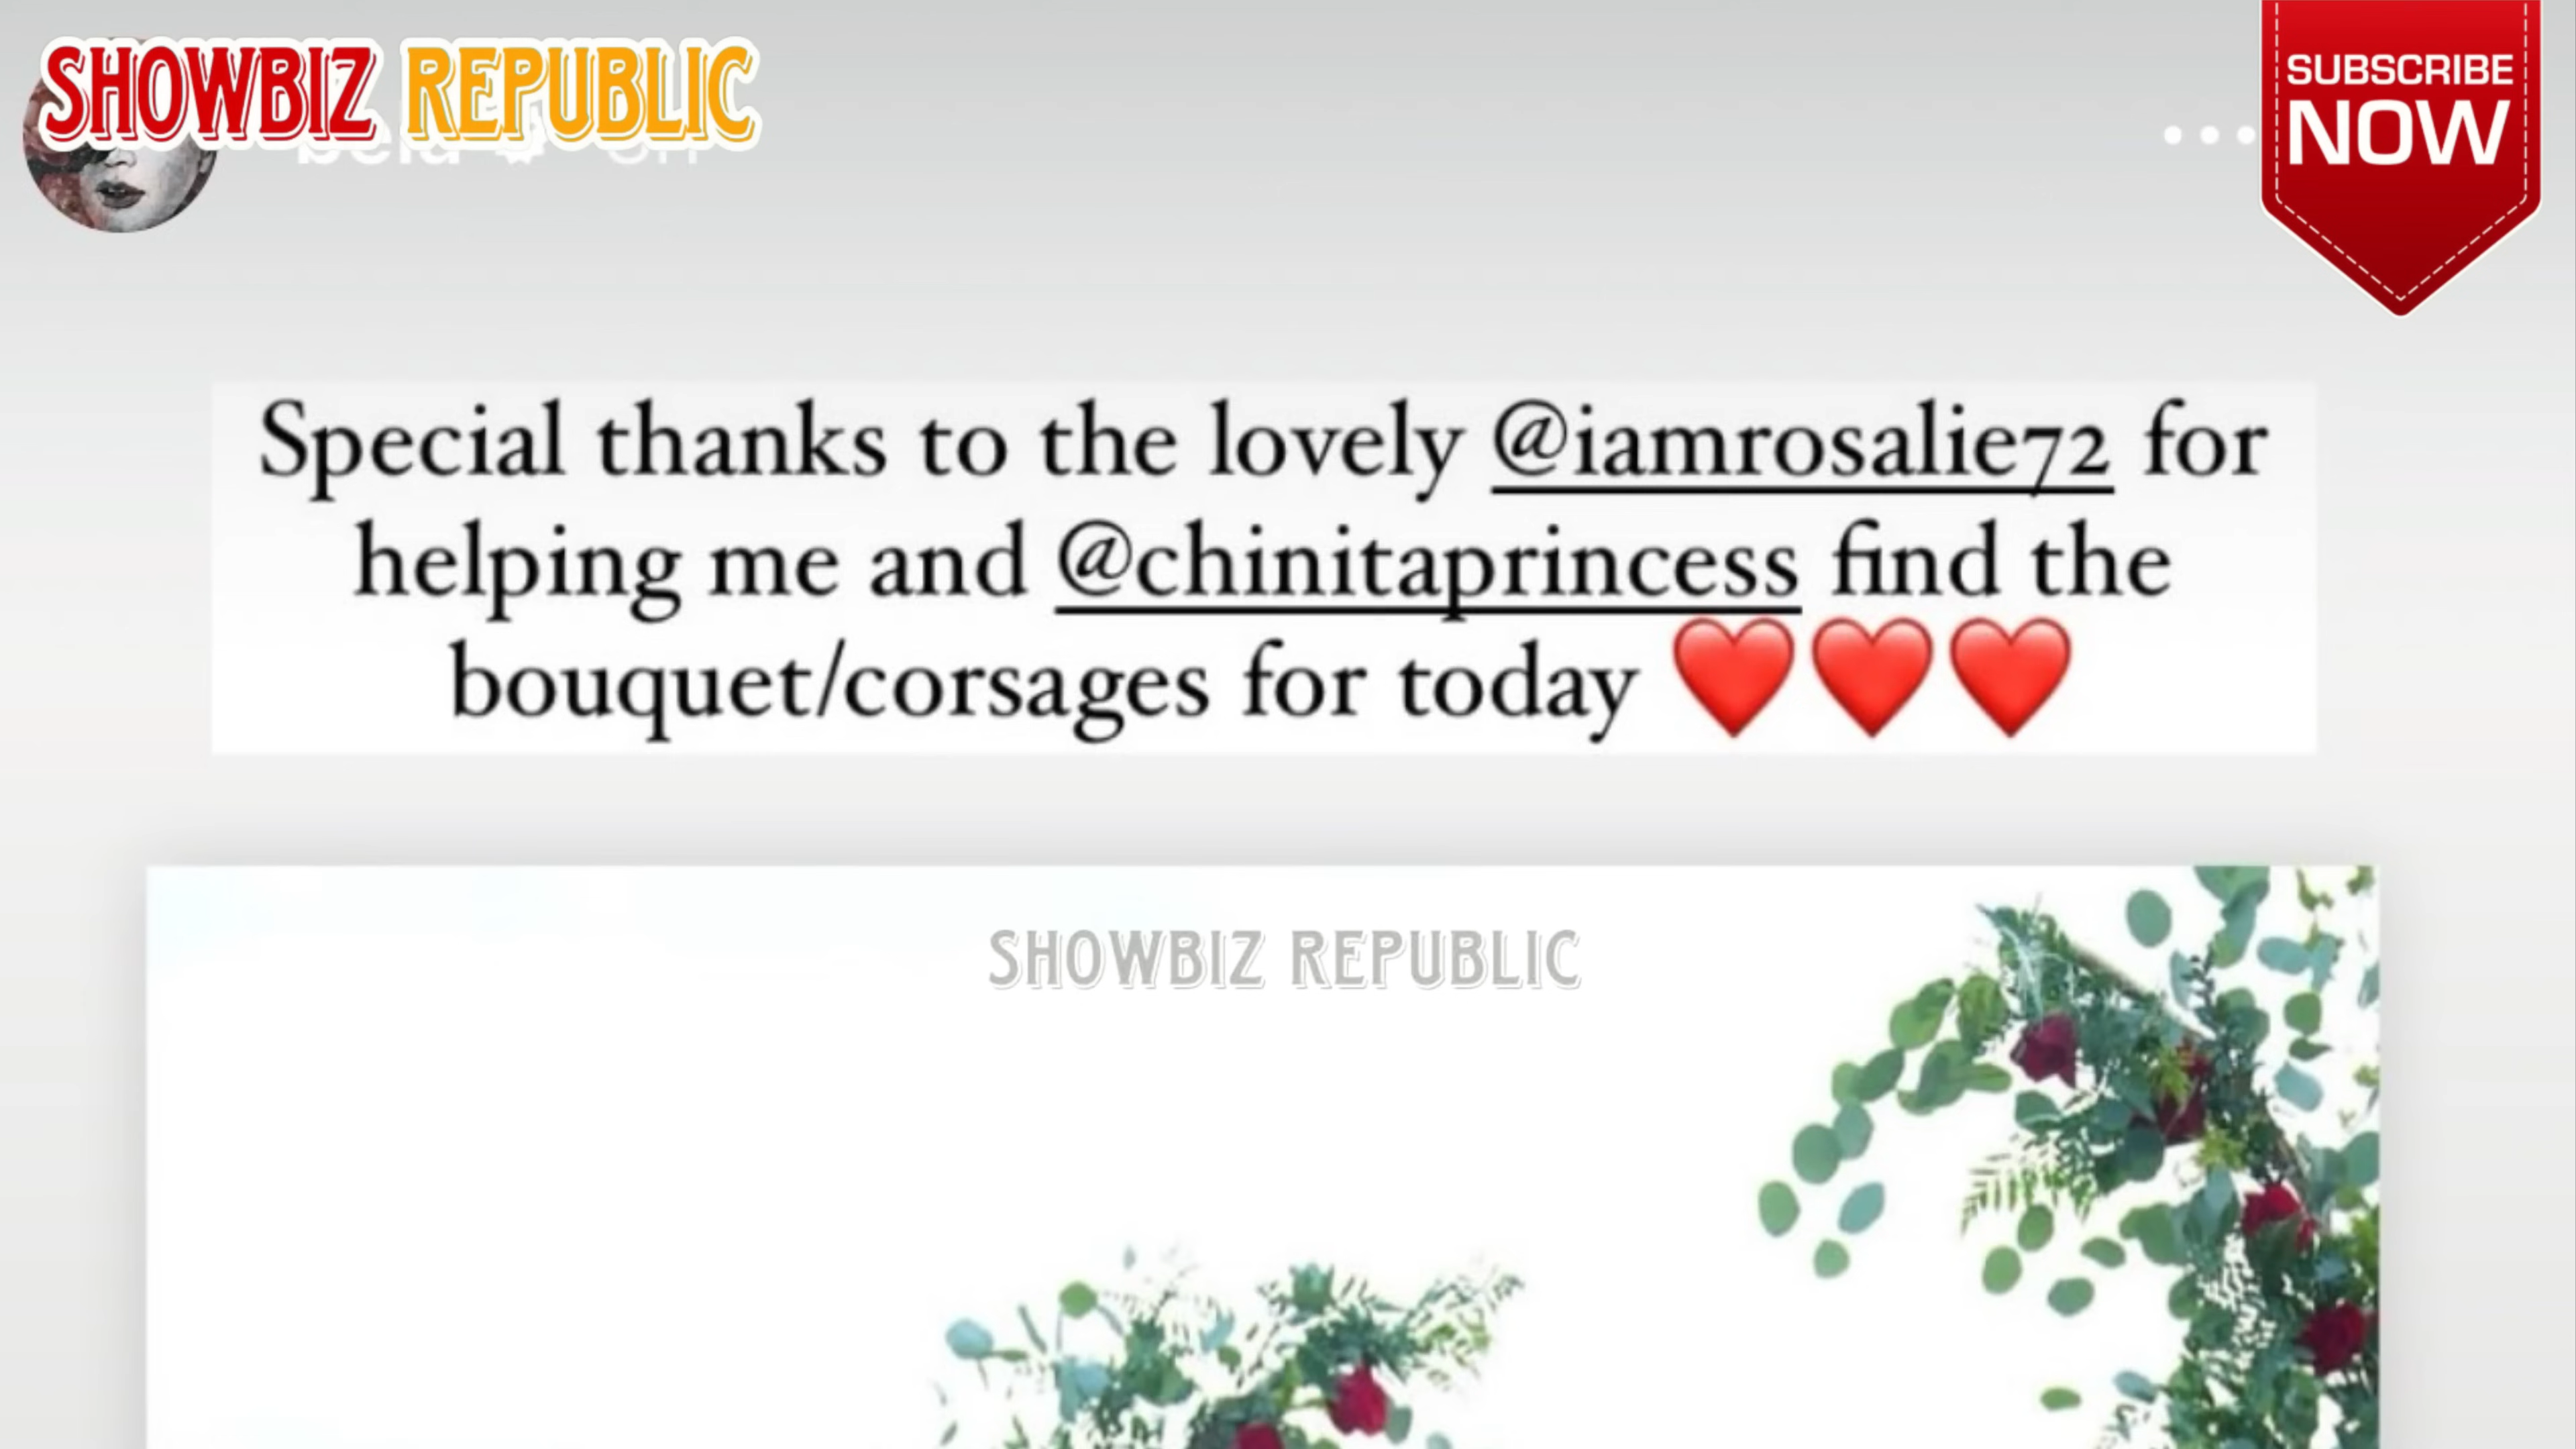 SHOWBIZ REPUBLIC
SUBSCRIBE
NOW
Special thanks to the lovely @iamrosalie72 for
helping me and @chinitaprincess find the
bouquet/corsages for today ❤️❤️❤️
SHOWBIZ REPUBLIC